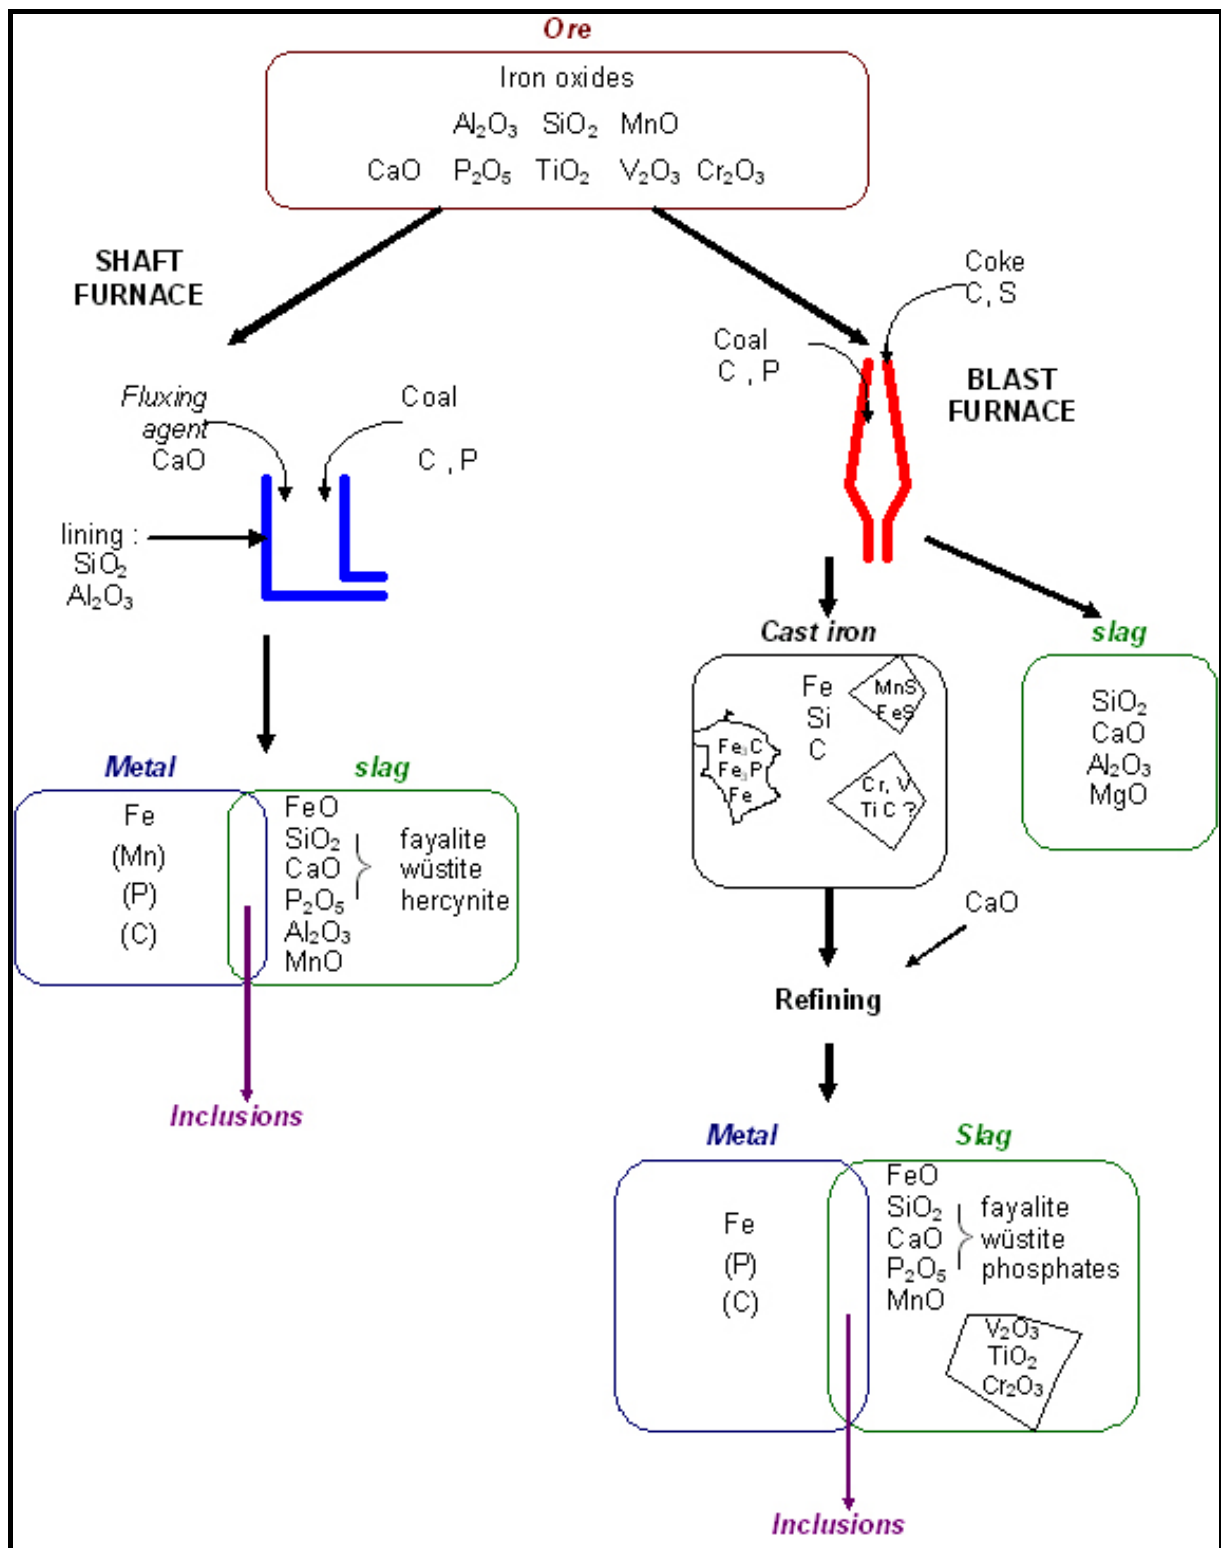 Ore
Iron oxides
Al₂O₃ SiO₂ MnO
CaO P₂O₅ TiO₂ V₂O₃ Cr₂O₃
SHAFT
FURNACE
Fluxing
agent
CaO
Coal
C , P
lining :
SiO₂
Al₂O₃
Metal
Fe
(Mn)
(P)
(C)
slag
FeO
SiO₂
CaO
P₂O₅
Al₂O₃
MnO
fayalite
wüstite
hercynite
Inclusions
Coke
C, S
Coal
C , P
BLAST
FURNACE
Cast iron
Fe
Si
C
MnS
FeS
Fe₃C
Fe₃P
Fe
Cr, V
Ti C ?
slag
SiO₂
CaO
Al₂O₃
MgO
CaO
Refining
Metal
Fe
(P)
(C)
Slag
FeO
SiO₂
CaO
P₂O₅
MnO
fayalite
wüstite
phosphates
V₂O₃
TiO₂
Cr₂O₃
Inclusions